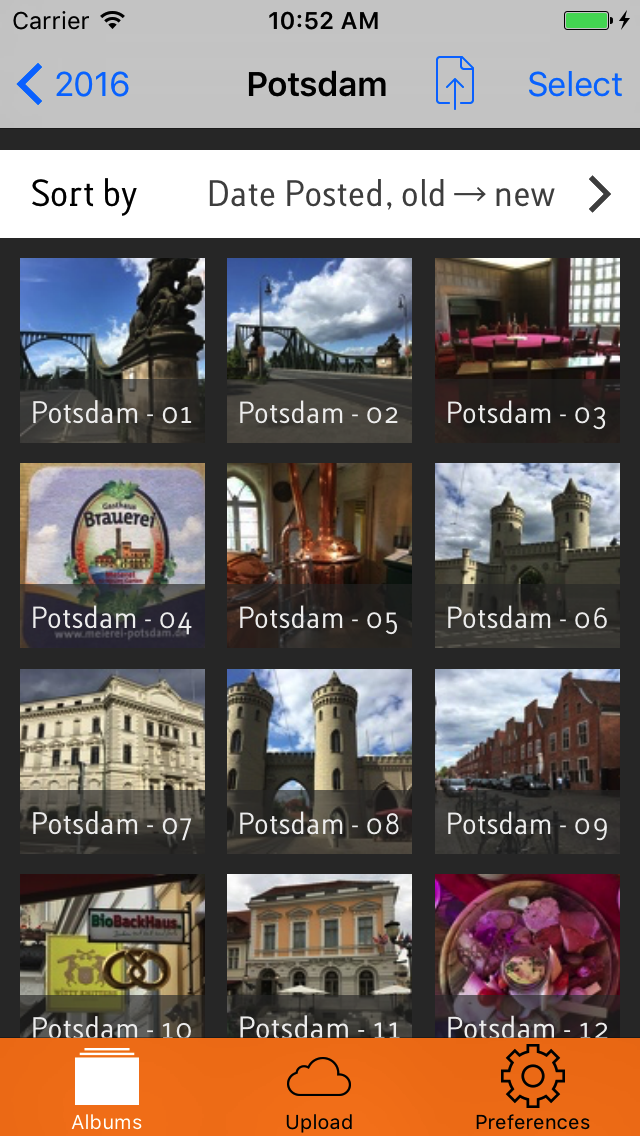 Carrier 10:52 AM
2016 Potsdam Select
Sort by Date Posted, old → new
Potsdam - 01 Potsdam - 02 Potsdam - 03
Gasthaus
Brauerei
Meierei
Potsdam - 04 Potsdam - 05 Potsdam - 06
www.meierei-potsdam.de
Potsdam - 07 Potsdam - 08 Potsdam - 09
BioBackHaus
Potsdam - 10 Potsdam - 11 Potsdam - 12
Albums Upload Preferences